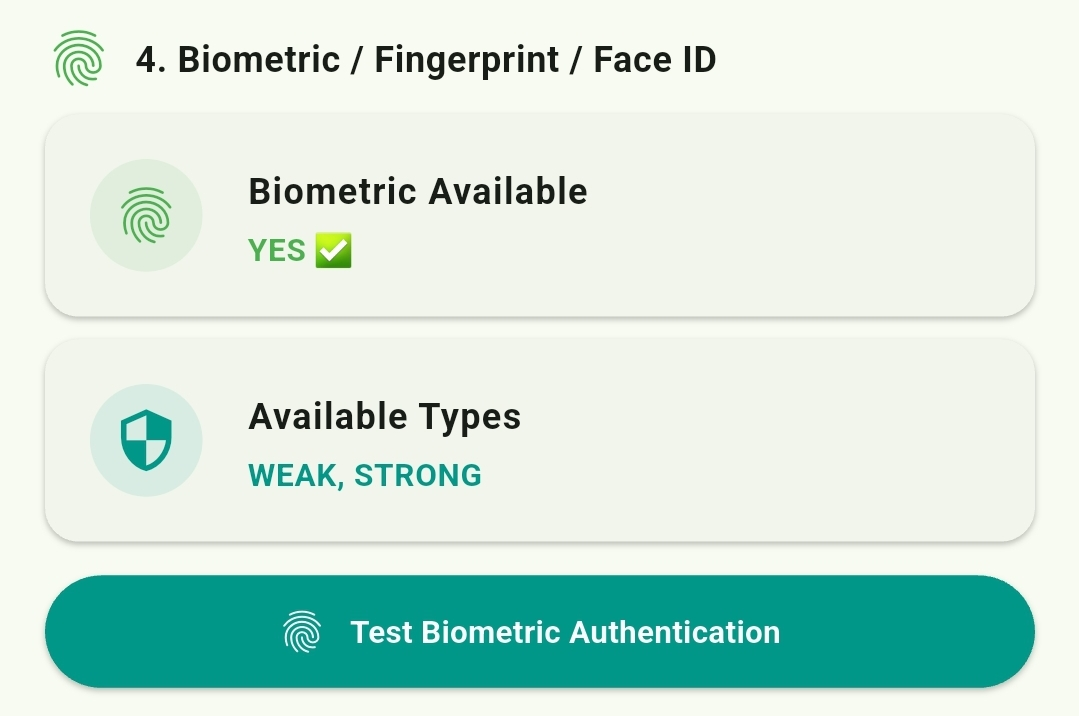 4. Biometric / Fingerprint / Face ID
Biometric Available
YES ✅
Available Types
WEAK, STRONG
Test Biometric Authentication